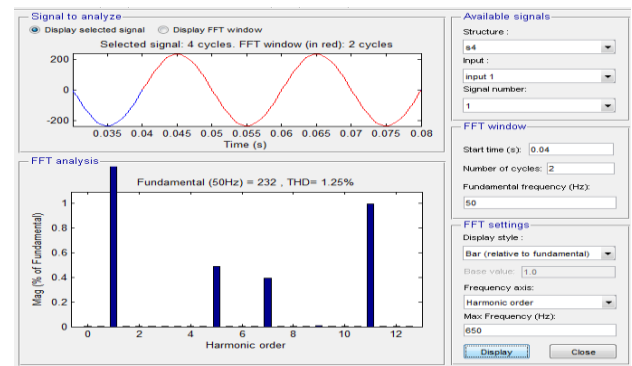 Signal to analyze
Display selected signal Display FFT window
Selected signal: 4 cycles. FFT window (in red): 2 cycles
200
0
-200
0.035 0.04 0.045 0.05 0.055 0.06 0.065 0.07 0.075 0.08
Time (s)
FFT analysis
Fundamental (50Hz) = 232 , THD= 1.25%
Mag (% of Fundamental)
1
0.8
0.6
0.4
0.2
0
0 2 4 6 8 10 12
Harmonic order
Available signals
Structure :
s4
Input :
input 1
Signal number:
1
FFT window
Start time (s): 0.04
Number of cycles: 2
Fundamental frequency (Hz):
50
FFT settings
Display style :
Bar (relative to fundamental)
Base value: 1.0
Frequency axis:
Harmonic order
Max Frequency (Hz):
650
Display Close